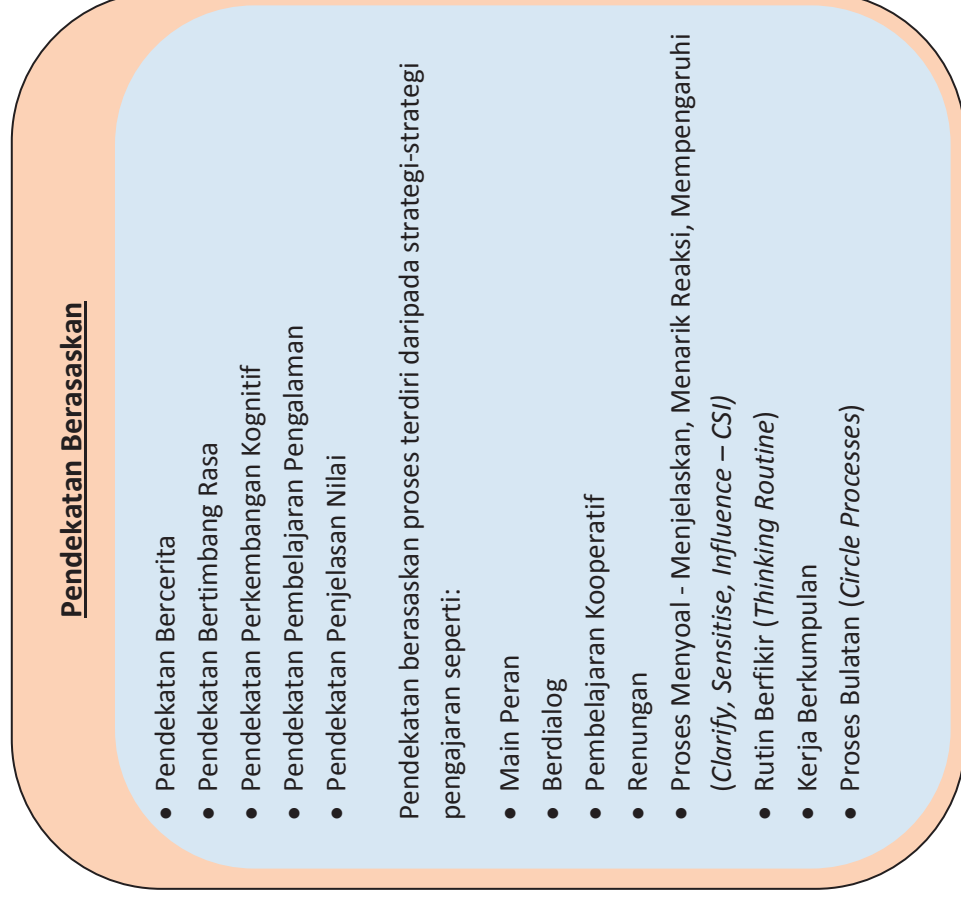 Pendekatan Berasaskan
• Pendekatan Bercerita
• Pendekatan Bertimbang Rasa
• Pendekatan Perkembangan Kognitif
• Pendekatan Pembelajaran Pengalaman
• Pendekatan Penjelasan Nilai
Pendekatan berasaskan proses terdiri daripada strategi-strategi
pengajaran seperti:
• Main Peran
• Berdialog
• Pembelajaran Kooperatif
• Renungan
• Proses Menyoal - Menjelaskan, Menarik Reaksi, Mempengaruhi
(Clarify, Sensitise, Influence – CSI)
• Rutin Berfikir (Thinking Routine)
• Kerja Berkumpulan
• Proses Bulatan (Circle Processes)